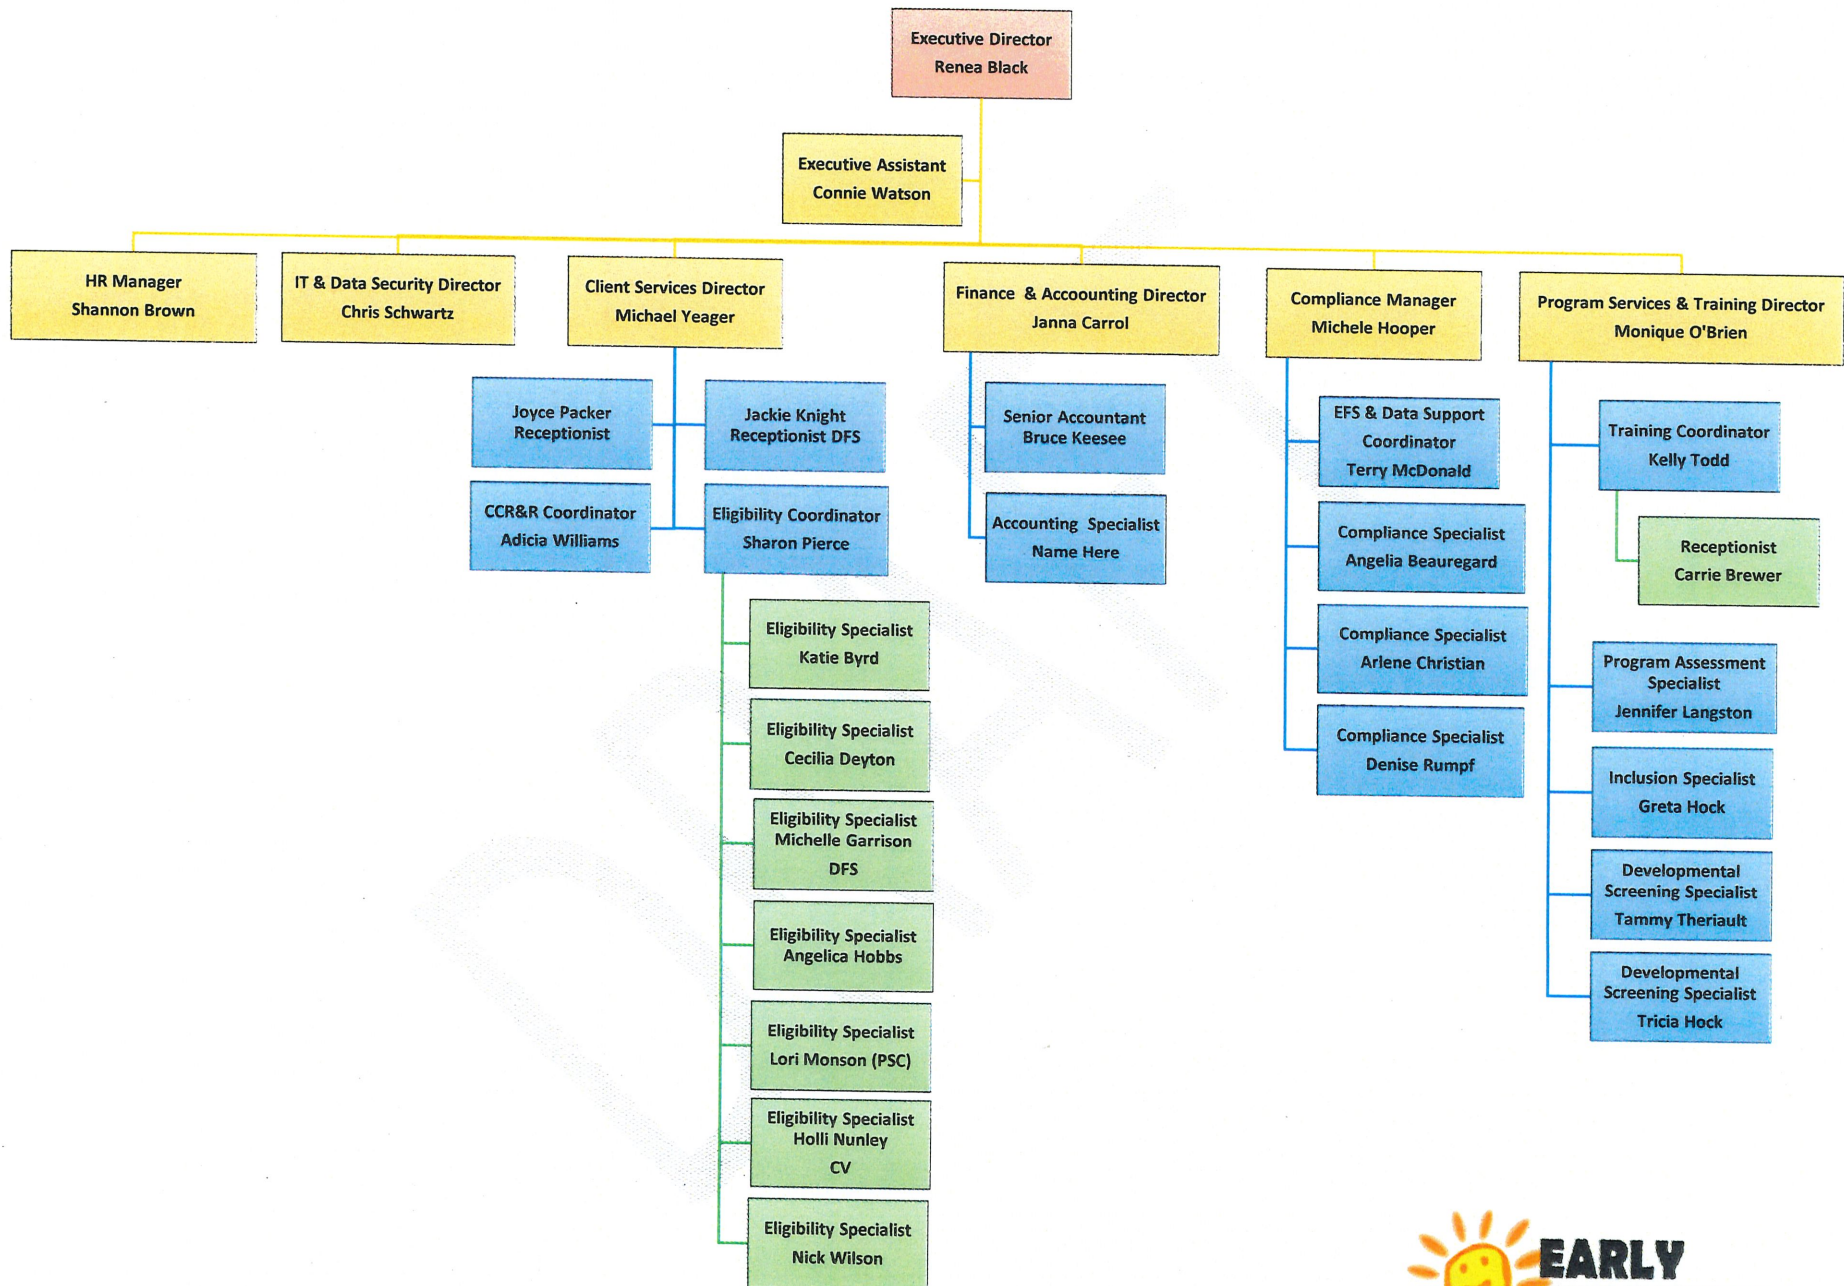 Executive Director
Renea Black
Executive Assistant
Connie Watson
HR Manager
Shannon Brown
IT & Data Security Director
Chris Schwartz
Client Services Director
Michael Yeager
Finance & Accoounting Director
Janna Carrol
Compliance Manager
Michele Hooper
Program Services & Training Director
Monique O'Brien
Joyce Packer
Receptionist
Jackie Knight
Receptionist DFS
CCR&R Coordinator
Adicia Williams
Eligibility Coordinator
Sharon Pierce
Eligibility Specialist
Katie Byrd
Eligibility Specialist
Cecilia Deyton
Eligibility Specialist
Michelle Garrison
DFS
Eligibility Specialist
Angelica Hobbs
Eligibility Specialist
Lori Monson (PSC)
Eligibility Specialist
Holli Nunley
CV
Eligibility Specialist
Nick Wilson
Senior Accountant
Bruce Keesee
Accounting Specialist
Name Here
EFS & Data Support
Coordinator
Terry McDonald
Compliance Specialist
Angelia Beauregard
Compliance Specialist
Arlene Christian
Compliance Specialist
Denise Rumpf
Training Coordinator
Kelly Todd
Receptionist
Carrie Brewer
Program Assessment
Specialist
Jennifer Langston
Inclusion Specialist
Greta Hock
Developmental
Screening Specialist
Tammy Theriault
Developmental
Screening Specialist
Tricia Hock
EARLY
DRAFT